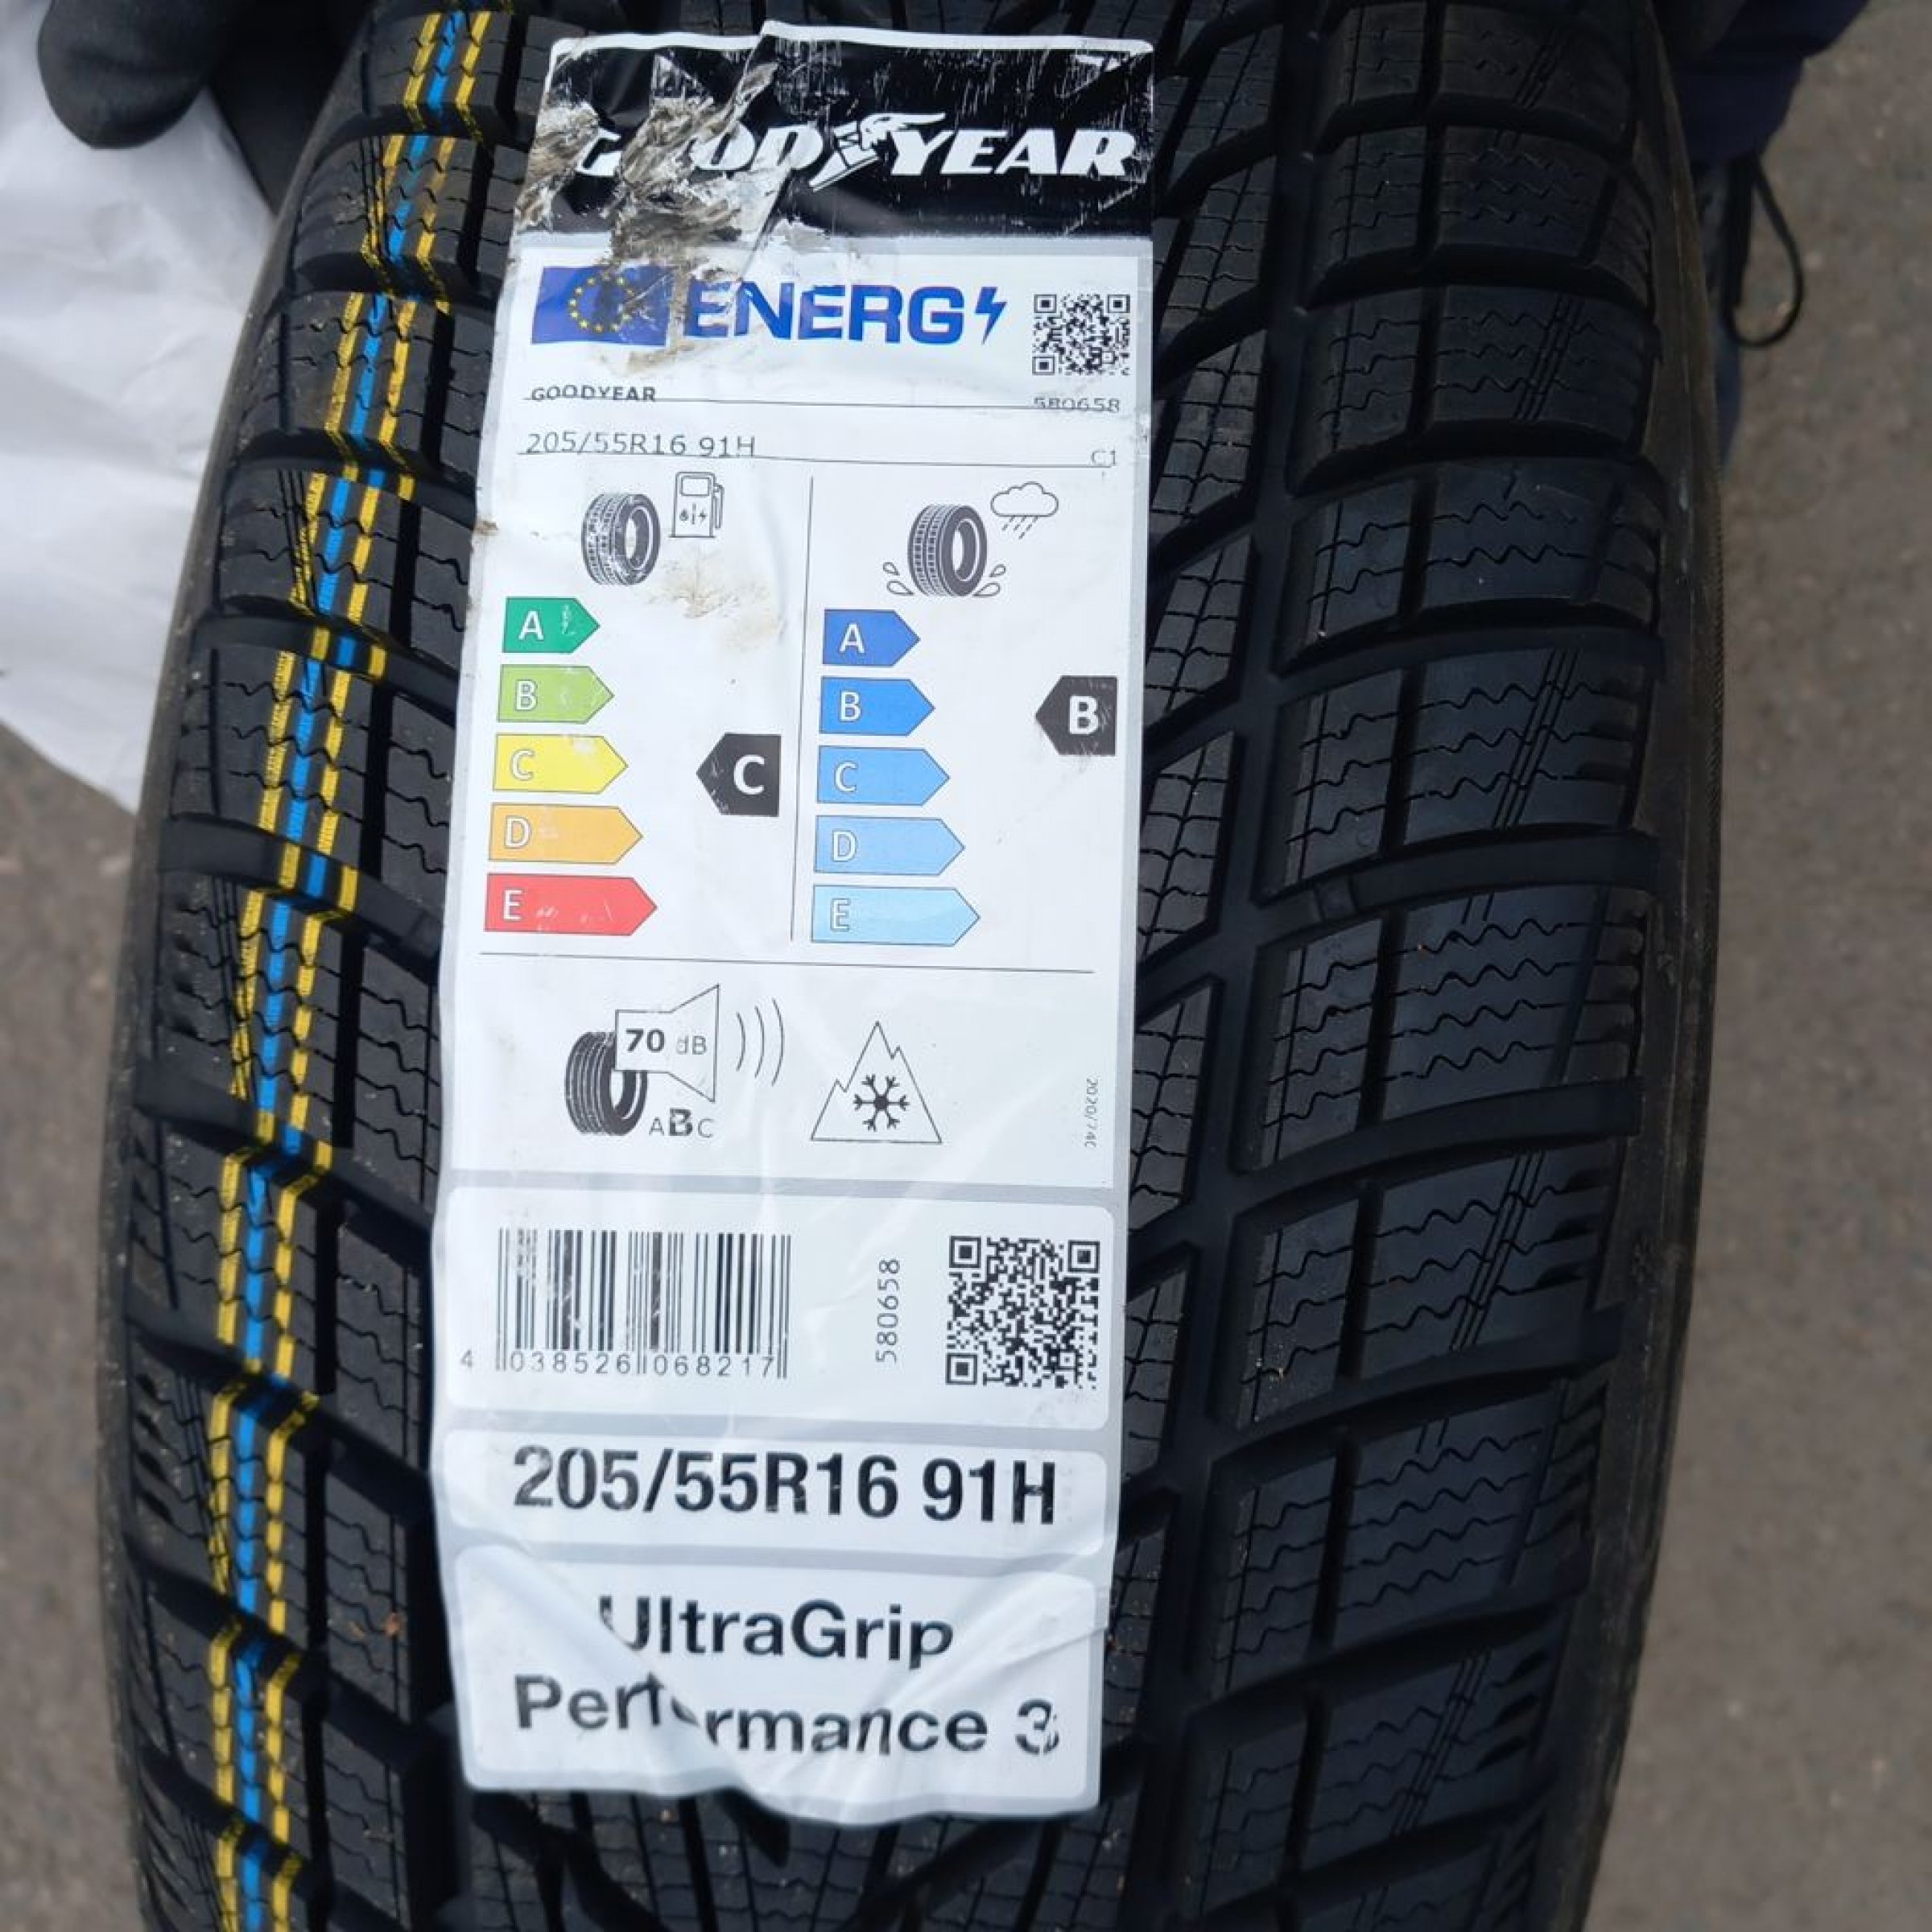 GOODYEAR
ENERG
GOODYEAR
580658
205/55R16 91H
C1
A
B
C
D
E
C
A
B
C
D
E
B
70 dB
ABC
2020/740
4 038526 068217
580658
205/55R16 91H
UltraGrip
Performance 3